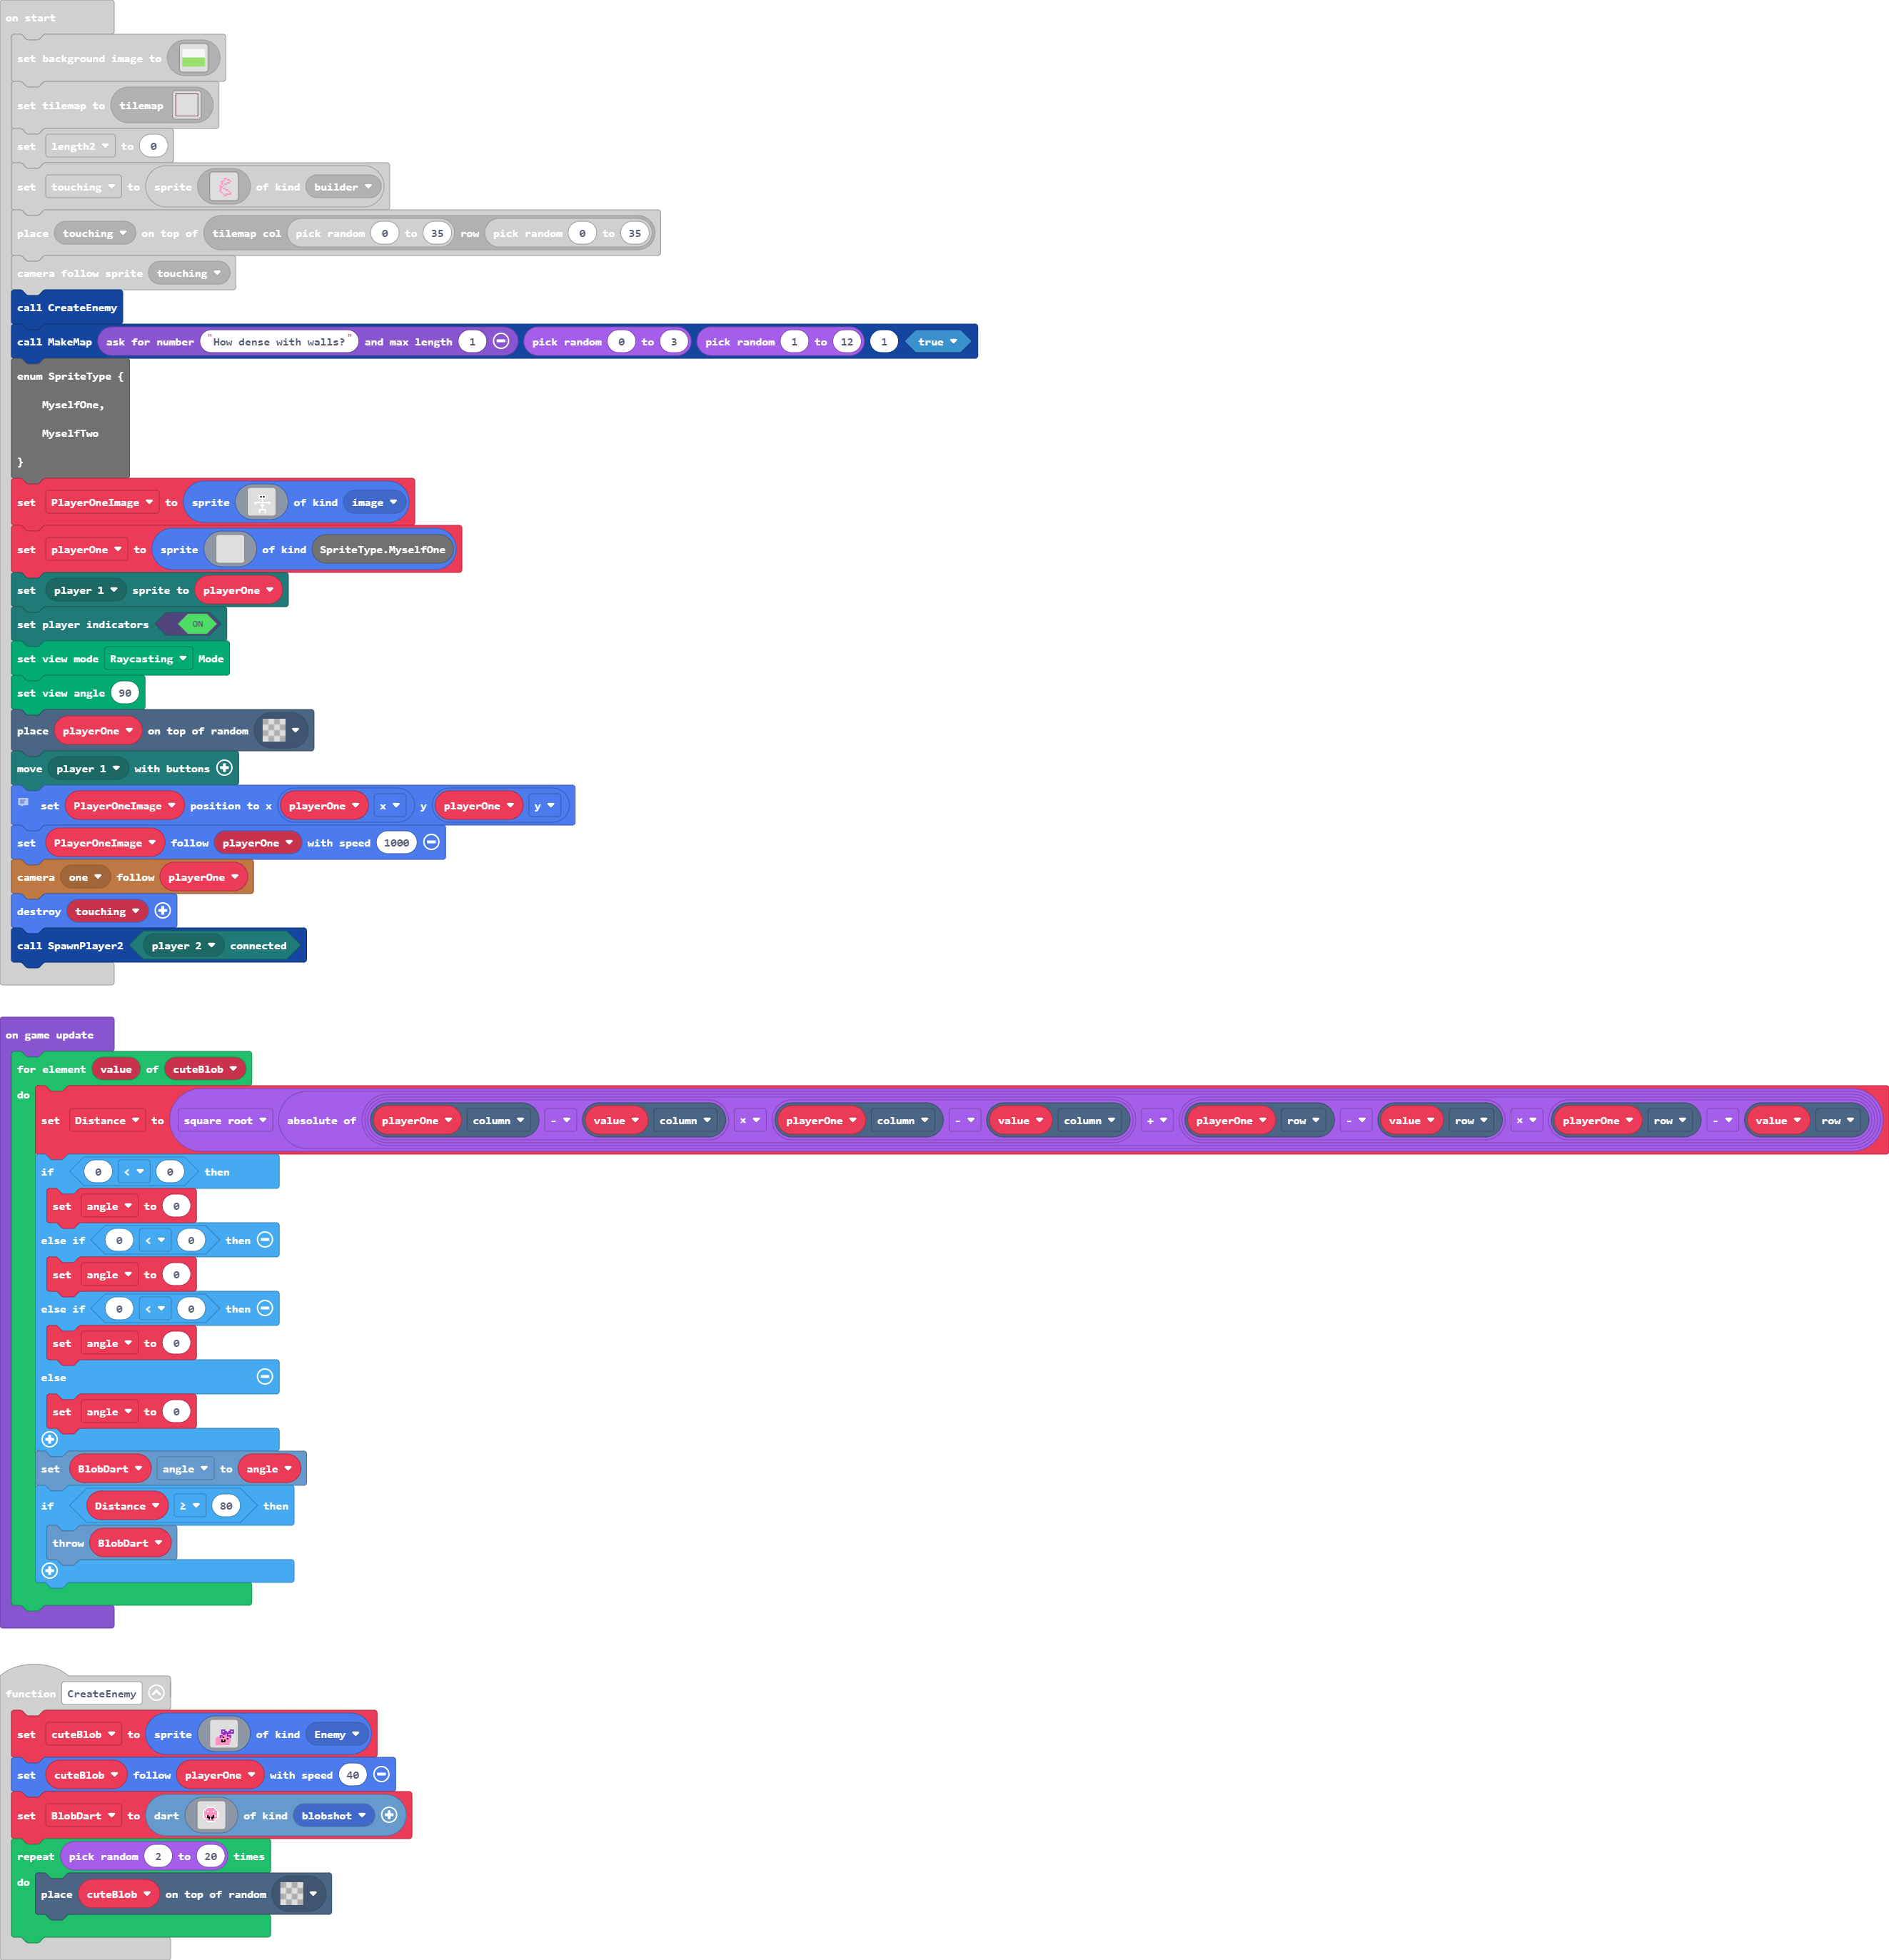 on start
set background image to
set tilemap to tilemap
set length2 to 0
set touching to sprite of kind builder
place touching on top of tilemap col pick random 0 to 35 row pick random 0 to 35
camera follow sprite touching
call CreateEnemy
call MakeMap ask for number "How dense with walls?" and max length 1 pick random 0 to 3 pick random 1 to 12 1 true
enum SpriteType {
MyselfOne,
MyselfTwo
}
set PlayerOneImage to sprite of kind image
set playerOne to sprite of kind SpriteType.MyselfOne
set player 1 sprite to playerOne
set player indicators ON
set view mode Raycasting Mode
set view angle 90
place playerOne on top of random
move player 1 with buttons
set PlayerOneImage position to x playerOne x y playerOne y
set PlayerOneImage follow playerOne with speed 1000
camera one follow playerOne
destroy touching
call SpawnPlayer2 player 2 connected
on game update
for element value of cuteBlob
do
set Distance to square root absolute of playerOne column - value column × playerOne column - value column + playerOne row - value row × playerOne row - value row
if 0 < 0 then
set angle to 0
else if 0 < 0 then
set angle to 0
else if 0 < 0 then
set angle to 0
else
set angle to 0
set BlobDart angle to angle
if Distance ≥ 80 then
throw BlobDart
function CreateEnemy
set cuteBlob to sprite of kind Enemy
set cuteBlob follow playerOne with speed 40
set BlobDart to dart of kind blobshot
repeat pick random 2 to 20 times
do
place cuteBlob on top of random